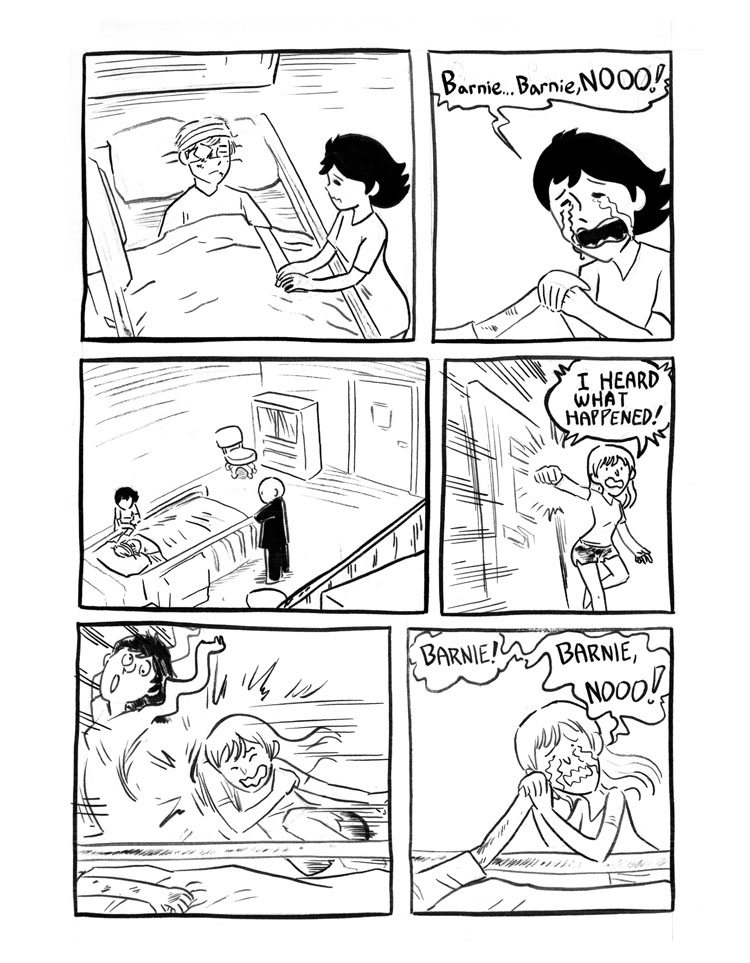 Barnie... Barnie, NOOO!
I HEARD
WHAT
HAPPENED!
BARNIE!
BARNIE,
NOOO!